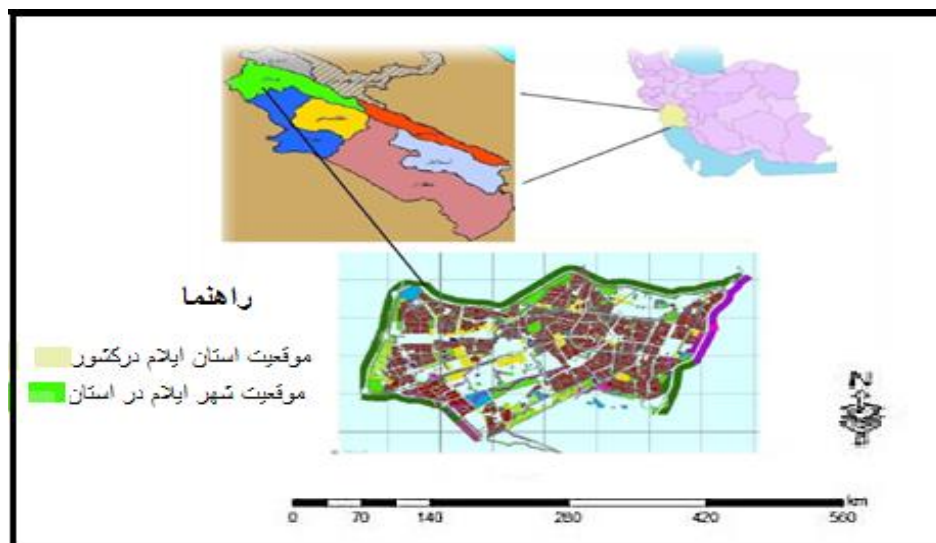 راهنما
موقعیت استان ایلام درکشور
موقعیت شهر ایلام در استان
N
km
0 70 140 280 420 560